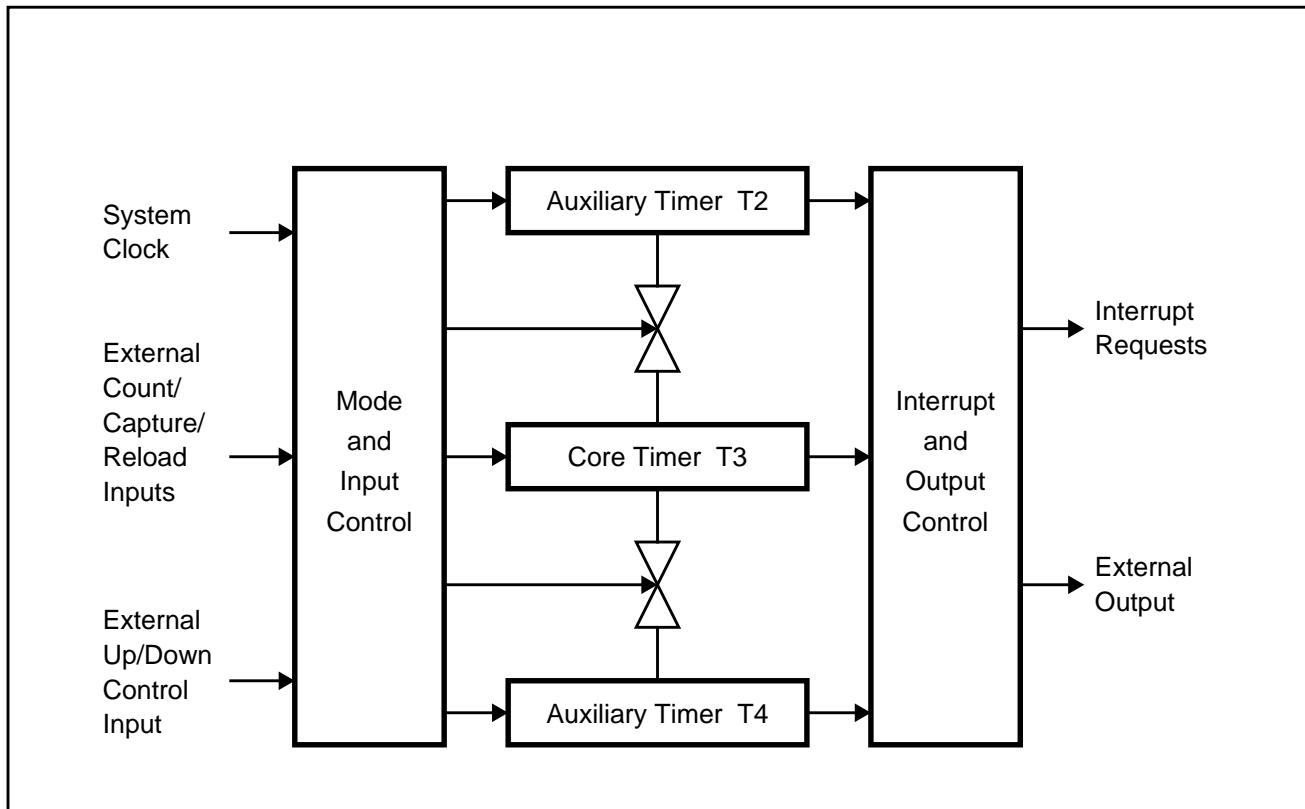 System
Clock
External
Count/
Capture/
Reload
Inputs
External
Up/Down
Control
Input
Mode
and
Input
Control
Auxiliary Timer T2
Core Timer T3
Auxiliary Timer T4
Interrupt
and
Output
Control
Interrupt
Requests
External
Output